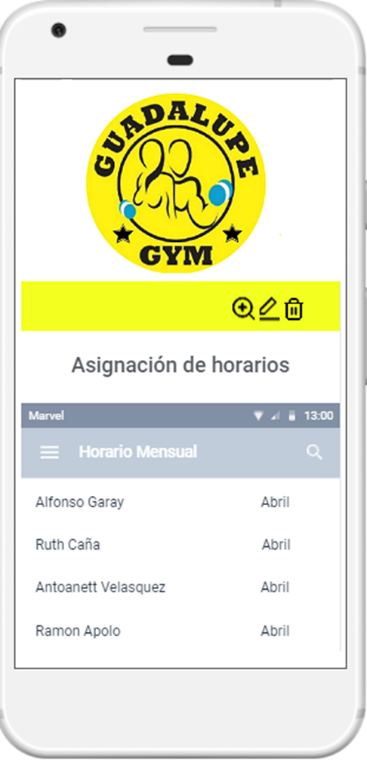 GUADALUPE
GYM
Asignación de horarios
Marvel 13:00
Horario Mensual
Alfonso Garay Abril
Ruth Caña Abril
Antoanett Velasquez Abril
Ramon Apolo Abril